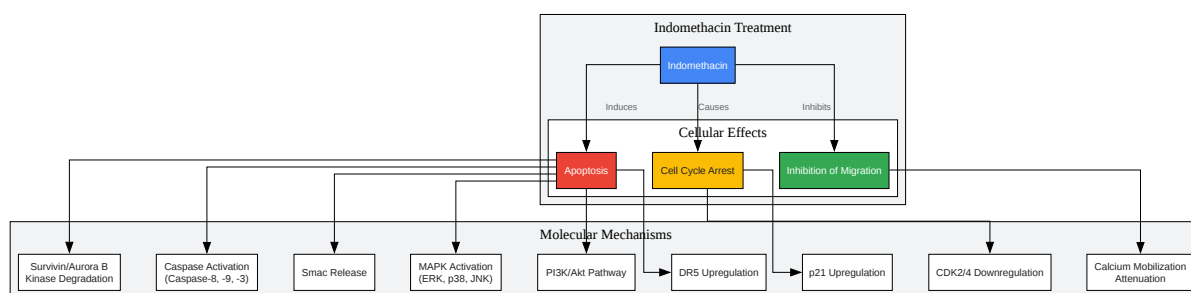 Indomethacin Treatment
Indomethacin
Induces
Causes
Inhibits
Cellular Effects
Apoptosis
Cell Cycle Arrest
Inhibition of Migration
Molecular Mechanisms
Survivin/Aurora B
Kinase Degradation
Caspase Activation
(Caspase-8, -9, -3)
Smac Release
MAPK Activation
(ERK, p38, JNK)
PI3K/Akt Pathway
DR5 Upregulation
p21 Upregulation
CDK2/4 Downregulation
Calcium Mobilization
Attenuation